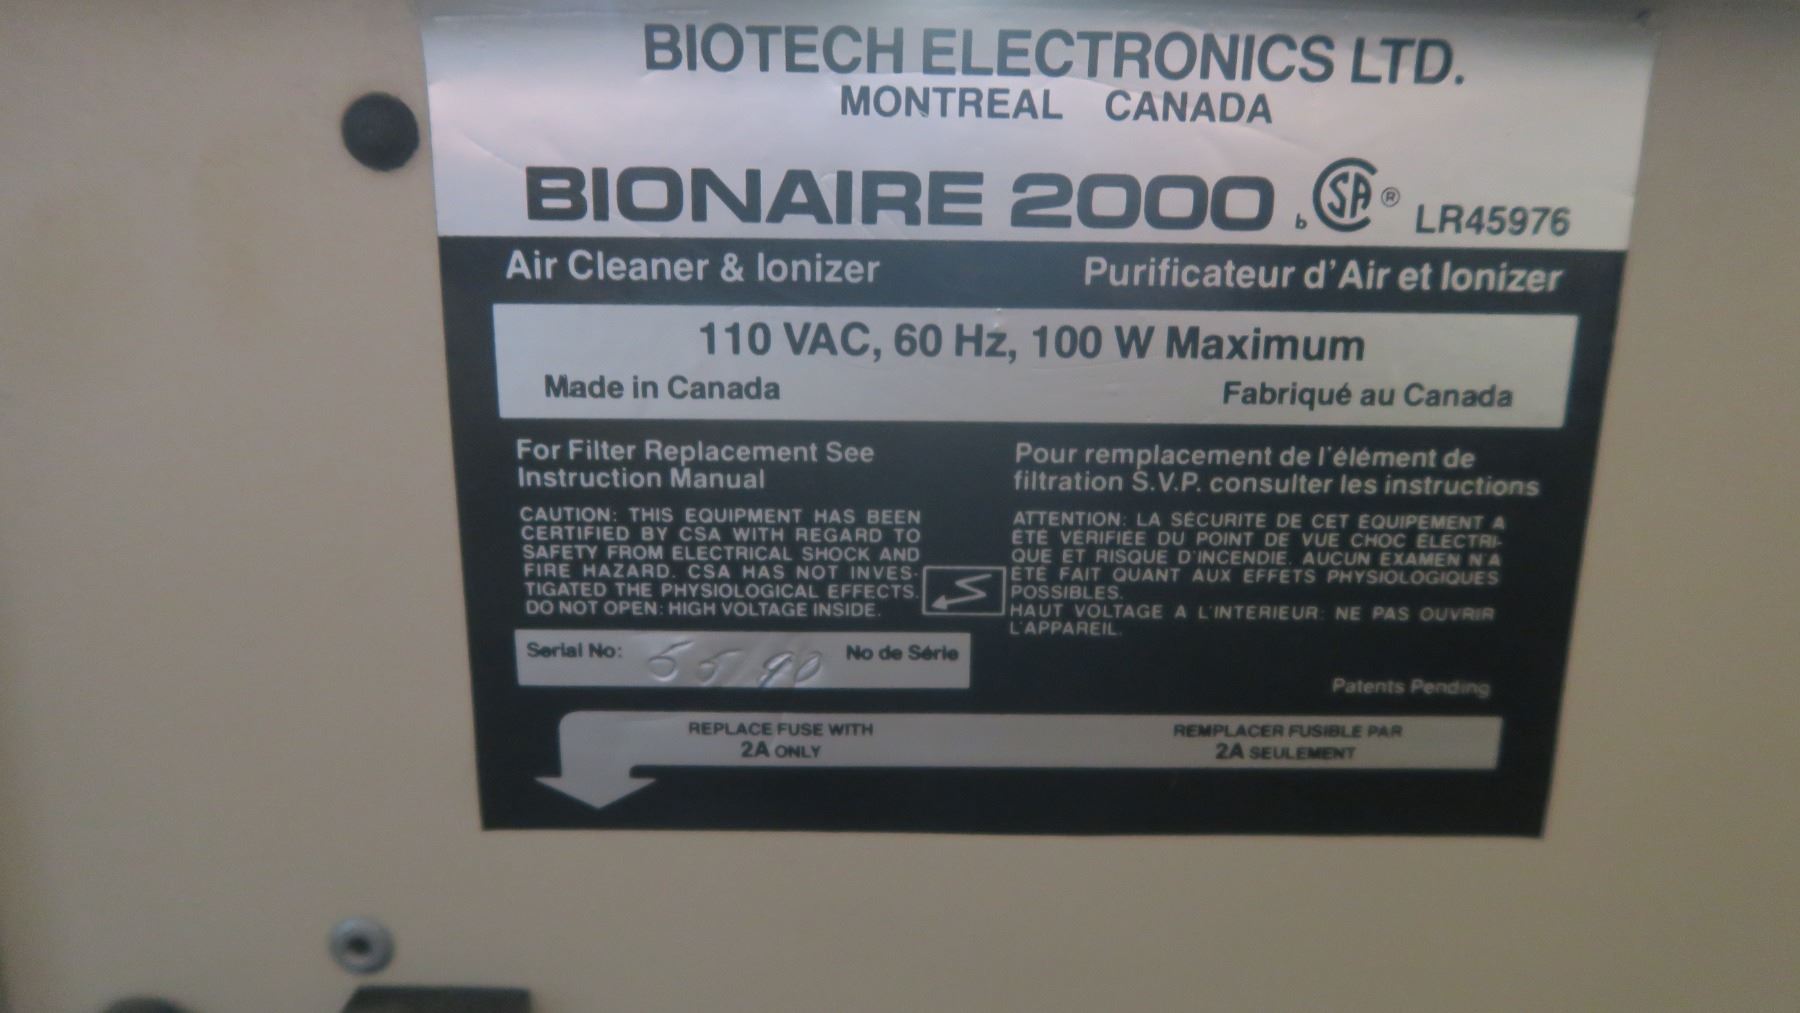 BIOTECH ELECTRONICS LTD.
MONTREAL CANADA
BIONAIRE 2000 b SA ® LR45976
Air Cleaner & Ionizer
Purificateur d'Air et Ionizer
110 VAC, 60 Hz, 100 W Maximum
Made in Canada
Fabriqué au Canada
For Filter Replacement See
Instruction Manual
CAUTION: THIS EQUIPMENT HAS BEEN
CERTIFIED BY CSA WITH REGARD TO
SAFETY FROM ELECTRICAL SHOCK AND
FIRE HAZARD. CSA HAS NOT INVES-
TIGATED THE PHYSIOLOGICAL EFFECTS.
DO NOT OPEN: HIGH VOLTAGE INSIDE.
Pour remplacement de l'élément de
filtration S.V.P. consulter les instructions
ATTENTION: LA SÉCURITÉ DE CET ÉQUIPEMENT A
ÉTÉ VÉRIFIÉE DU POINT DE VUE CHOC ÉLECTRI-
QUE ET RISQUE D'INCENDIE. AUCUN EXAMEN N'A
ÉTÉ FAIT QUANT AUX EFFETS PHYSIOLOGIQUES
POSSIBLES.
HAUT VOLTAGE A L'INTERIEUR: NE PAS OUVRIR
L'APPAREIL.
Serial No: 5590 No de Série
Patents Pending
REPLACE FUSE WITH
2A ONLY
REMPLACER FUSIBLE PAR
2A SEULEMENT